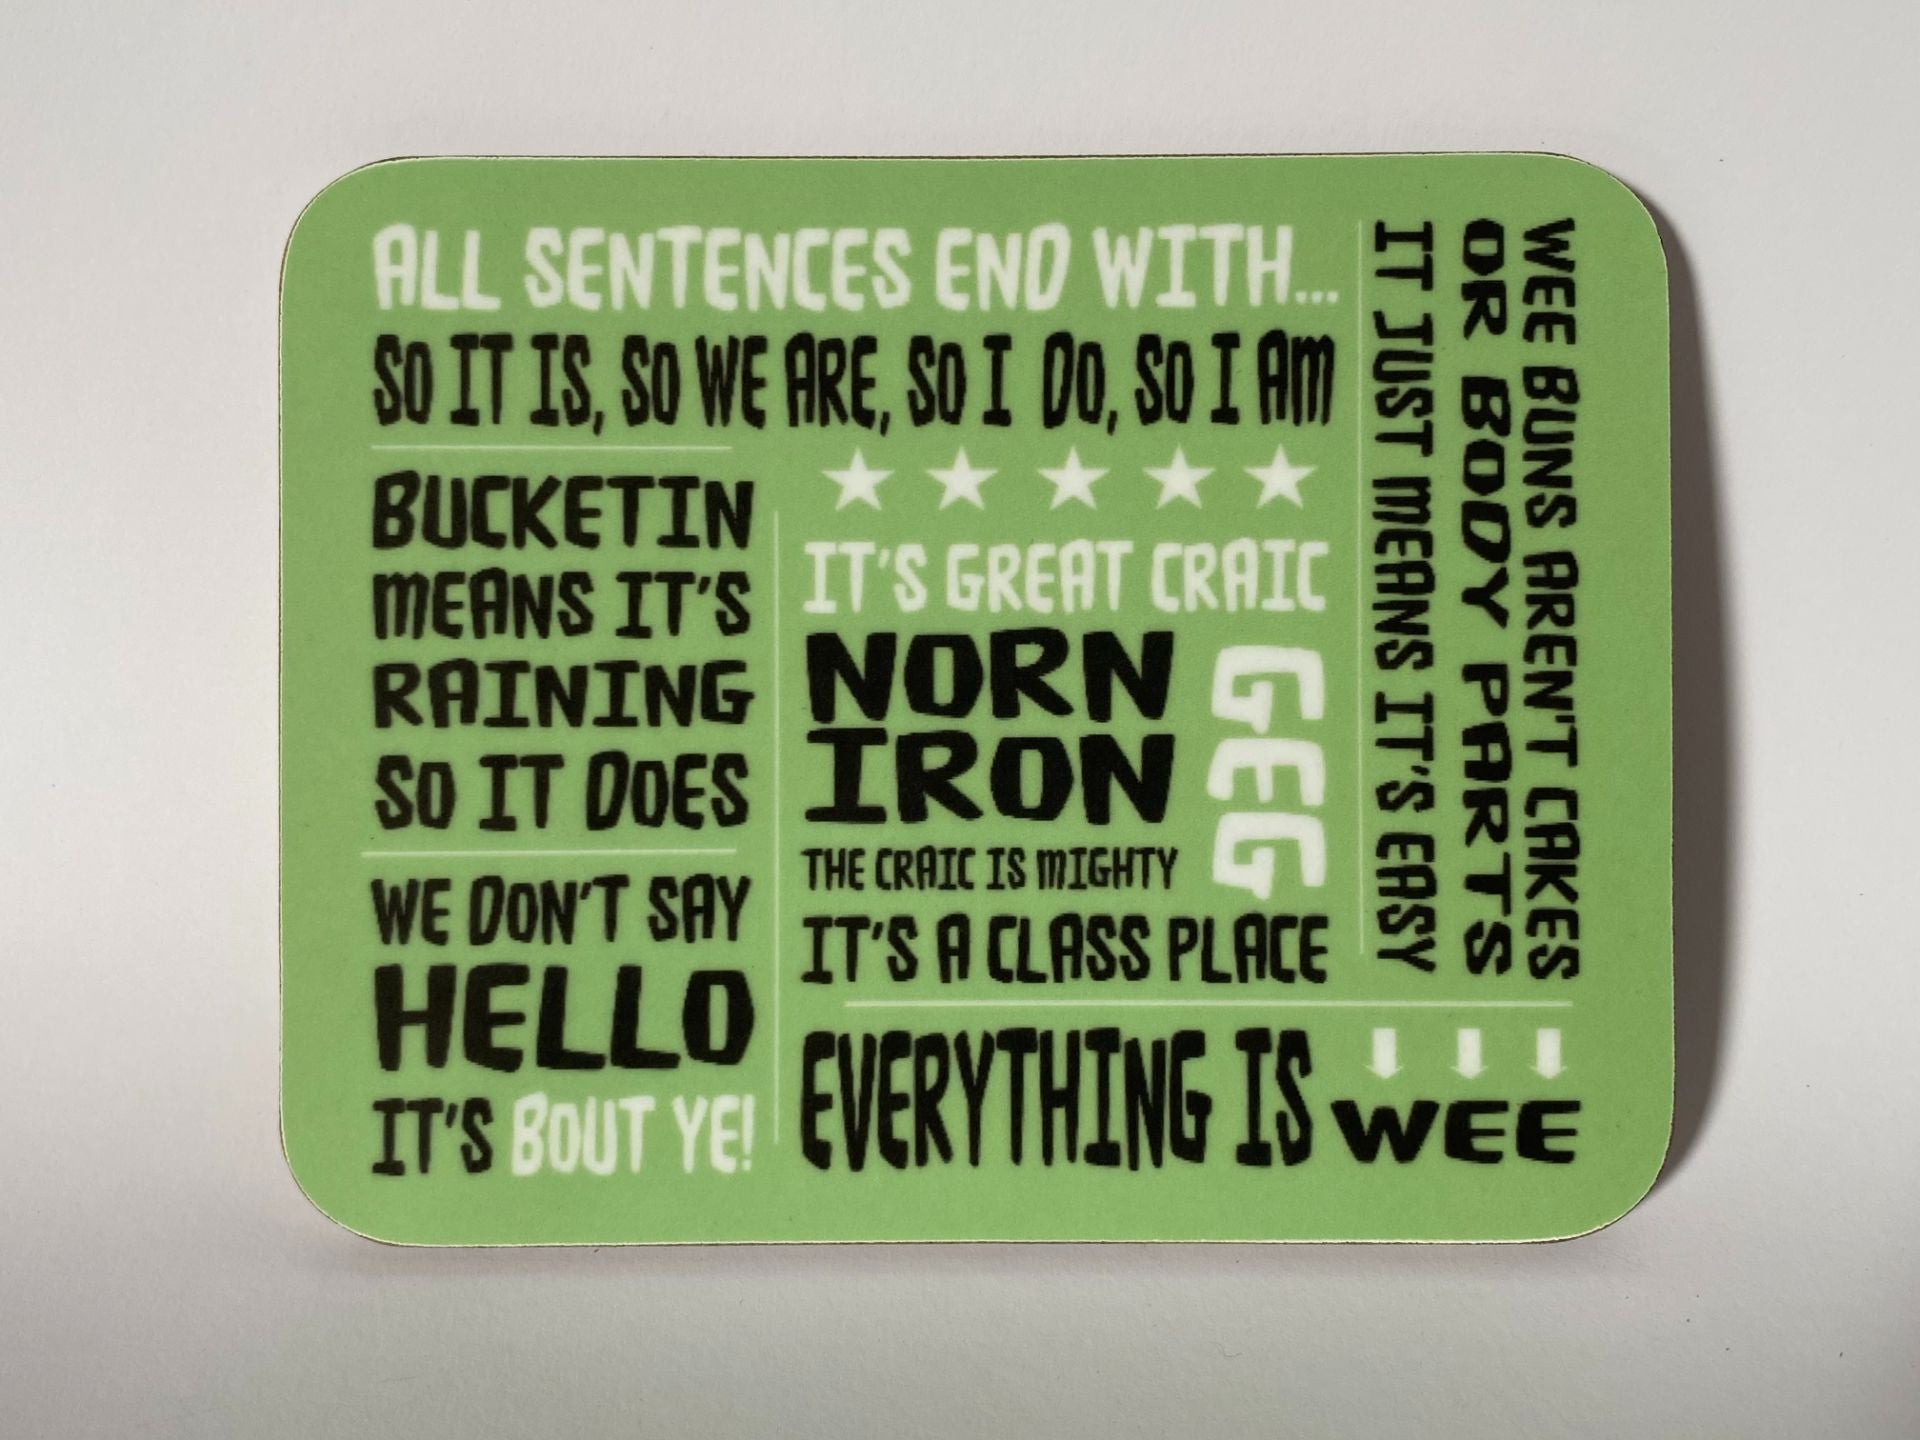 ALL SENTENCES END WITH...
SO IT IS, SO WE ARE, SO I DO, SO I AM
BUCKETIN
MEANS IT'S
RAINING
SO IT DOES
WE DON'T SAY
HELLO
IT'S BOUT YE!
IT'S GREAT CRAIC
NORN
IRON
GEG
THE CRAIC IS MIGHTY
IT'S A CLASS PLACE
EVERYTHING IS WEE
WEE BUNS AREN'T CAKES
OR BODY PARTS
IT JUST MEANS IT'S EASY